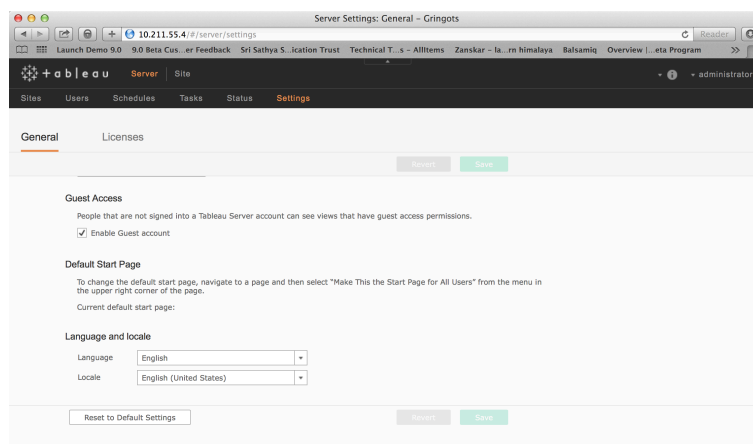 Server Settings: General – Gringots
10.211.55.4/#/server/settings
Reader
Launch Demo 9.0 9.0 Beta Cus...er Feedback Sri Sathya S...ication Trust Technical T...s – AllItems Zanskar – la...rn himalaya Balsamiq Overview |...eta Program >>
+ a b l e a u Server Site administrator
Sites Users Schedules Tasks Status Settings
General Licenses
Revert Save
Guest Access
People that are not signed into a Tableau Server account can see views that have guest access permissions.
Enable Guest account
Default Start Page
To change the default start page, navigate to a page and then select “Make This the Start Page for All Users” from the menu in
the upper right corner of the page.
Current default start page:
Language and locale
Language English
Locale English (United States)
Reset to Default Settings Revert Save